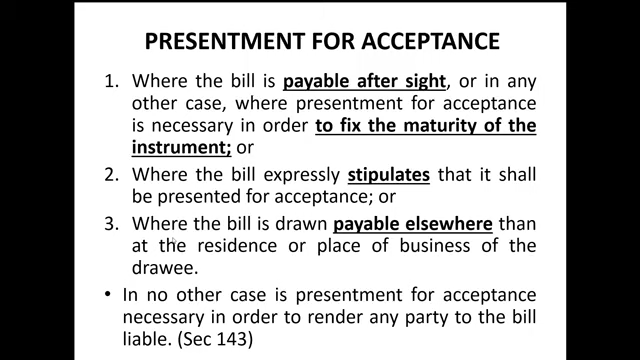 PRESENTMENT FOR ACCEPTANCE
1. Where the bill is payable after sight, or in any
other case, where presentment for acceptance
is necessary in order to fix the maturity of the
instrument; or
2. Where the bill expressly stipulates that it shall
be presented for acceptance; or
3. Where the bill is drawn payable elsewhere than
at the residence or place of business of the
drawee.
• In no other case is presentment for acceptance
necessary in order to render any party to the bill
liable. (Sec 143)